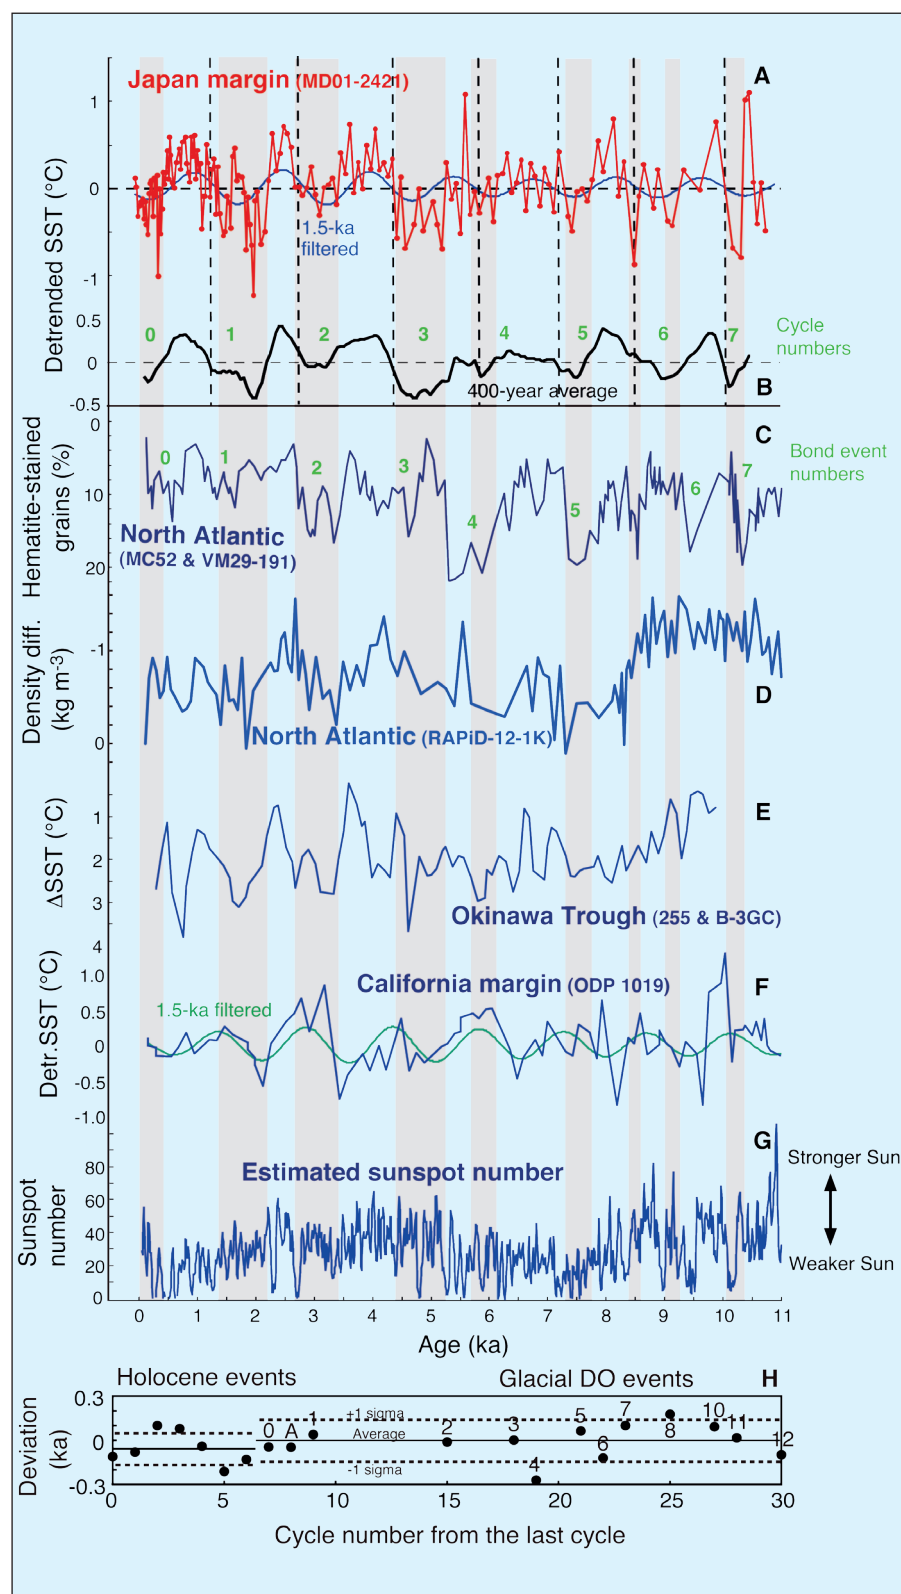 Japan margin (MD01-2421)
A
Detrended SST (°C)
1
0
-1
0.5
0
-0.5
1.5-ka
filtered
0
1
2
3
4
5
6
7
Cycle
numbers
400-year average
B
C
Hematite-stained
grains (%)
0
10
20
0
1
2
3
4
5
6
7
Bond event
numbers
North Atlantic
(MC52 & VM29-191)
Density diff.
(kg m-3)
-1
0
D
North Atlantic (RAPiD-12-1K)
ΔSST (°C)
1
2
3
4
E
Okinawa Trough (255 & B-3GC)
Detr.SST (°C)
1.0
0.5
0
-0.5
-1.0
California margin (ODP 1019)
F
1.5-ka filtered
G
Estimated sunspot number
Sunspot
number
80
60
40
20
0
Stronger Sun
Weaker Sun
0 1 2 3 4 5 6 7 8 9 10 11
Age (ka)
Holocene events
Glacial DO events
H
Deviation
(ka)
0.3
0
-0.3
+1 sigma
Average
-1 sigma
0 A 1 2 3 4 5 6 7 8 10 11 12
0 5 10 15 20 25 30
Cycle number from the last cycle